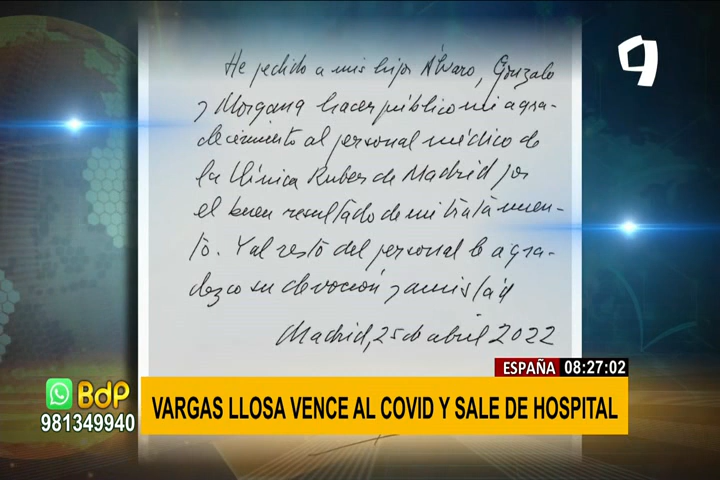 He pedido a mis hijos Álvaro, Gonzalo
y Morgana hacer público mi agra-
decimiento al personal médico de
la Clínica Ruber de Madrid por
el buen resultado de mi tratamien-
to. Y al resto del personal le agra-
dezco su devoción y amistad
Madrid, 25 de abril 2022
ESPAÑA 08:27:02
BdP
981349940
VARGAS LLOSA VENCE AL COVID Y SALE DE HOSPITAL